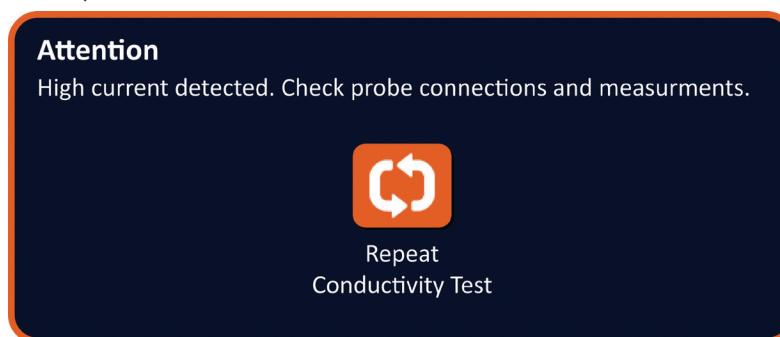 Attention
High current detected. Check probe connections and measurments.
Repeat
Conductivity Test